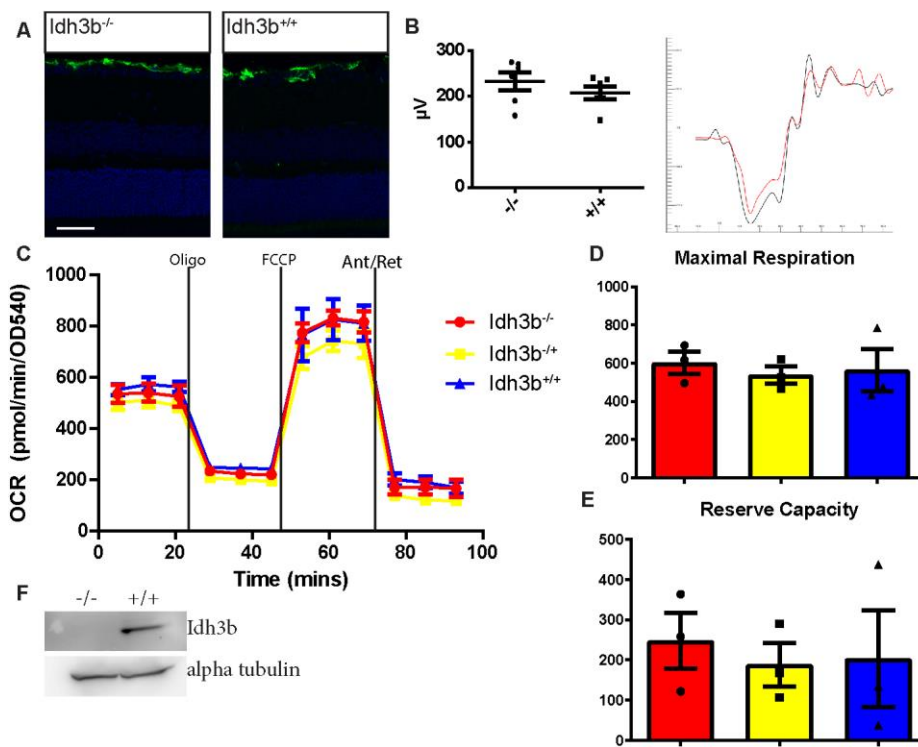 A
Idh3b-/-
Idh3b+/+
B
µV
300
200
100
0
-/-
+/+
C
OCR (pmol/min/OD540)
1000
800
600
400
200
0
Oligo
FCCP
Ant/Ret
0
20
40
60
80
100
Time (mins)
Idh3b-/-
Idh3b-/+
Idh3b+/+
D
Maximal Respiration
1000
800
600
400
200
0
E
Reserve Capacity
500
400
300
200
100
0
F
-/-
+/+
Idh3b
alpha tubulin